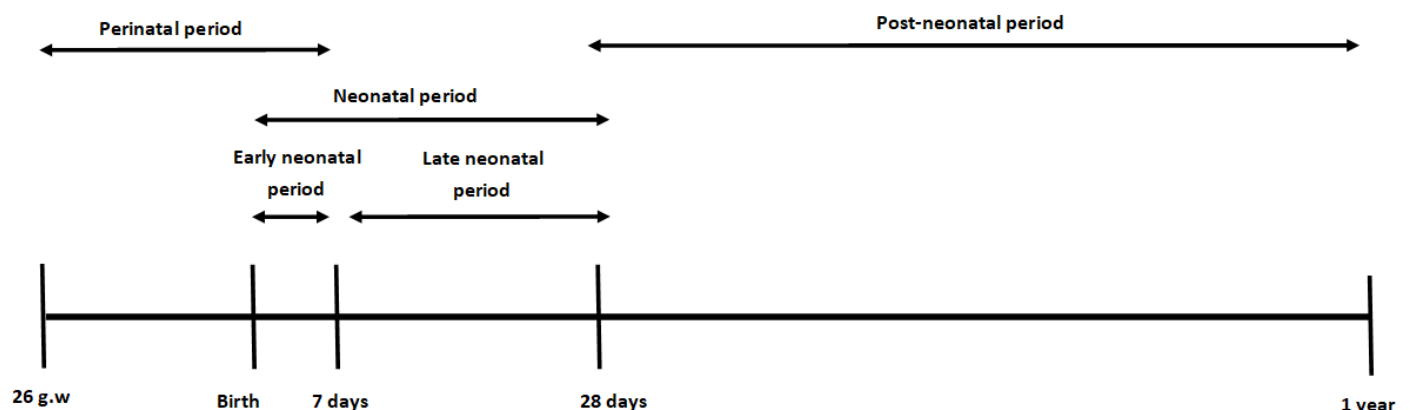 Perinatal period
Post-neonatal period
Neonatal period
Early neonatal
period
Late neonatal
period
26 g.w
Birth
7 days
28 days
1 year